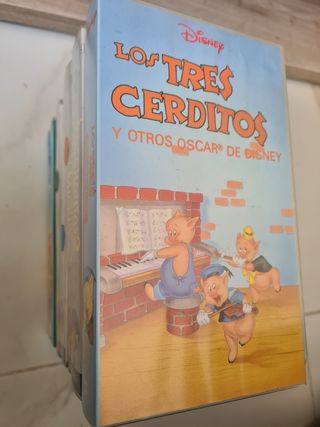 Disney
LOS TRES
CERDITOS
Y OTROS OSCAR® DE DISNEY